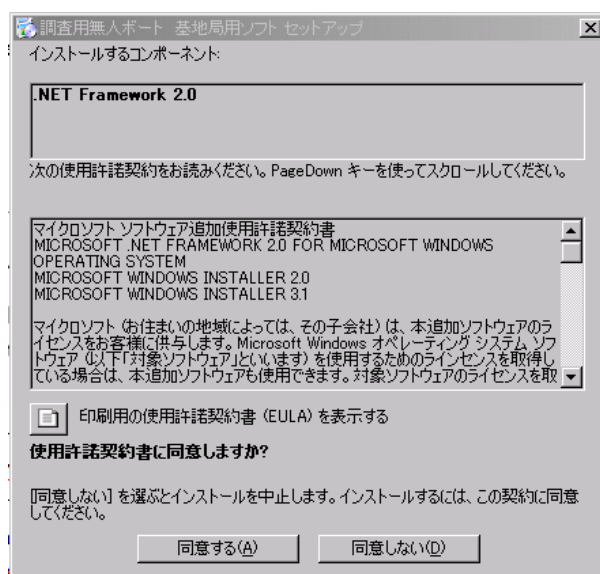 調査用無人ボート 基地局用ソフト セットアップ
インストールするコンポーネント:
.NET Framework 2.0
次の使用許諾契約をお読みください。PageDown キーを使ってスクロールしてください。
マイクロソフト ソフトウェア追加使用許諾契約書
MICROSOFT .NET FRAMEWORK 2.0 FOR MICROSOFT WINDOWS
OPERATING SYSTEM
MICROSOFT WINDOWS INSTALLER 2.0
MICROSOFT WINDOWS INSTALLER 3.1
マイクロソフト (お住まいの地域によっては、その子会社) は、本追加ソフトウェアのラ
イセンスをお客様に供与します。Microsoft Windows オペレーティング システム ソフ
トウェア (以下「対象ソフトウェア」といいます) を使用するためのラインセンスを取得し
ている場合は、本追加ソフトウェアも使用できます。対象ソフトウェアのライセンスを取
印刷用の使用許諾契約書 (EULA) を表示する
使用許諾契約書に同意しますか?
[同意しない] を選ぶとインストールを中止します。インストールするには、この契約に同意
してください。
同意する(A)
同意しない(D)